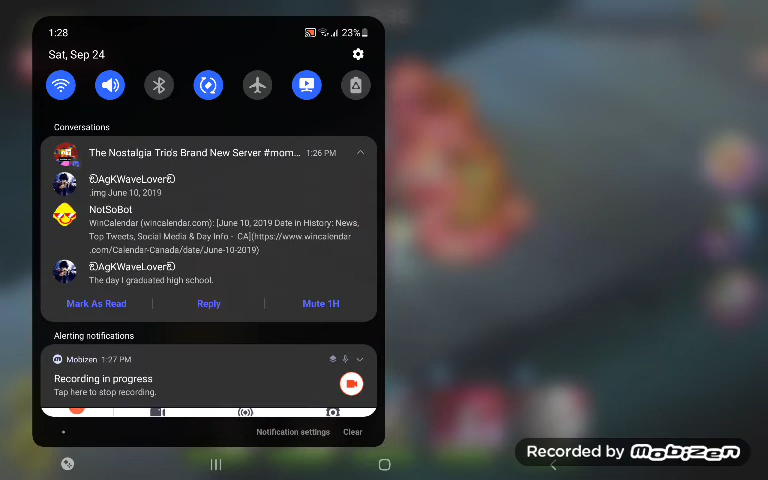 1:28
23%
Sat, Sep 24
Conversations
The Nostalgia Trio's Brand New Server #mom... 1:26 PM
AgKWaveLover
.img June 10, 2019
NotSoBot
WinCalendar (wincalendar.com): [June 10, 2019 Date in History: News,
Top Tweets, Social Media & Day Info - CA](https://www.wincalendar
.com/Calendar-Canada/date/June-10-2019)
AgKWaveLover
The day I graduated high school.
Mark As Read | Reply | Mute 1H
Alerting notifications
Mobizen 1:27 PM
Recording in progress
Tap here to stop recording.
Notification settings Clear
Recorded by Mobizen